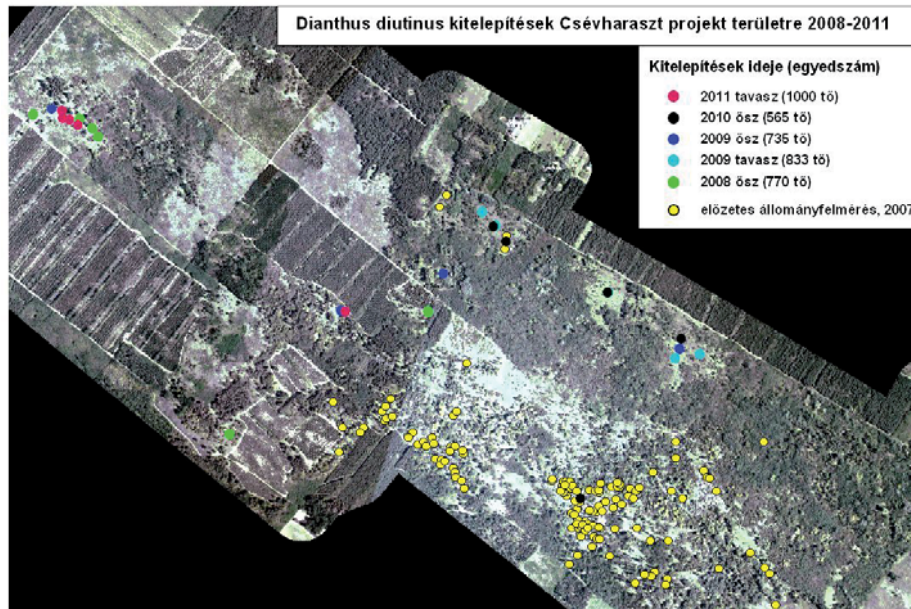 Dianthus diutinus kitelepítések Csévharaszt projekt területre 2008-2011
Kitelepítések ideje (egyedszám)
2011 tavasz (1000 tő)
2010 ősz (565 tő)
2009 ősz (735 tő)
2009 tavasz (833 tő)
2008 ősz (770 tő)
előzetes állományfelmérés, 2007